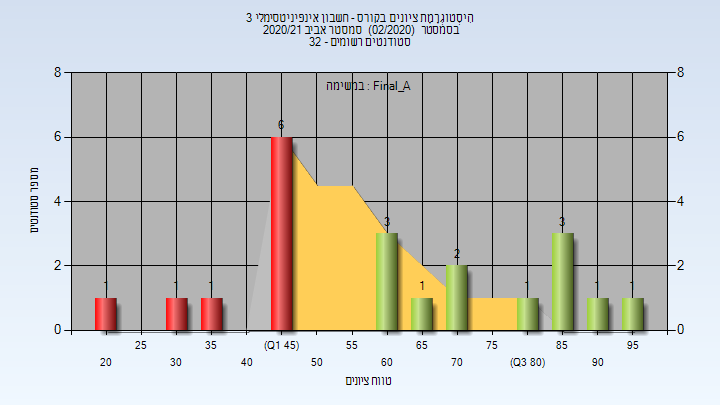 היסטוגרמת ציונים בקורס - חשבון אינפיניטסימלי 3
בסמסטר (02/2020) סמסטר אביב 2020/21
סטודנטים רשומים - 32
במשימה : Final_A
מספר סטודנטים
8 8
6 6
4 4
2 2
0 0
1 1 1 6 3 1 2 1 3 1 1
25 35 (Q1 45) 55 65 75 85 95
20 30 40 50 60 70 (Q3 80) 90
טווח ציונים